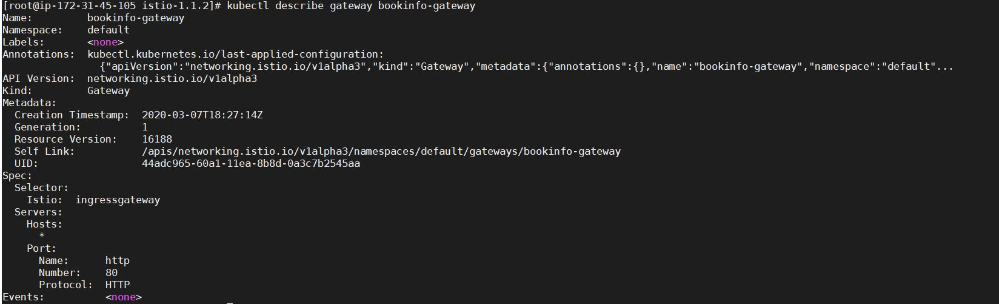 [root@ip-172-31-45-105 istio-1.1.2]# kubectl describe gateway bookinfo-gateway
Name:         bookinfo-gateway
Namespace:    default
Labels:       <none>
Annotations:  kubectl.kubernetes.io/last-applied-configuration:
                {"apiVersion":"networking.istio.io/v1alpha3","kind":"Gateway","metadata":{"annotations":{},"name":"bookinfo-gateway","namespace":"default"...
API Version:  networking.istio.io/v1alpha3
Kind:         Gateway
Metadata:
  Creation Timestamp:  2020-03-07T18:27:14Z
  Generation:          1
  Resource Version:    16188
  Self Link:           /apis/networking.istio.io/v1alpha3/namespaces/default/gateways/bookinfo-gateway
  UID:                 44adc965-60a1-11ea-8b8d-0a3c7b2545aa
Spec:
  Selector:
    Istio:  ingressgateway
  Servers:
    Hosts:
      *
    Port:
      Name:      http
      Number:    80
      Protocol:  HTTP
Events:          <none>